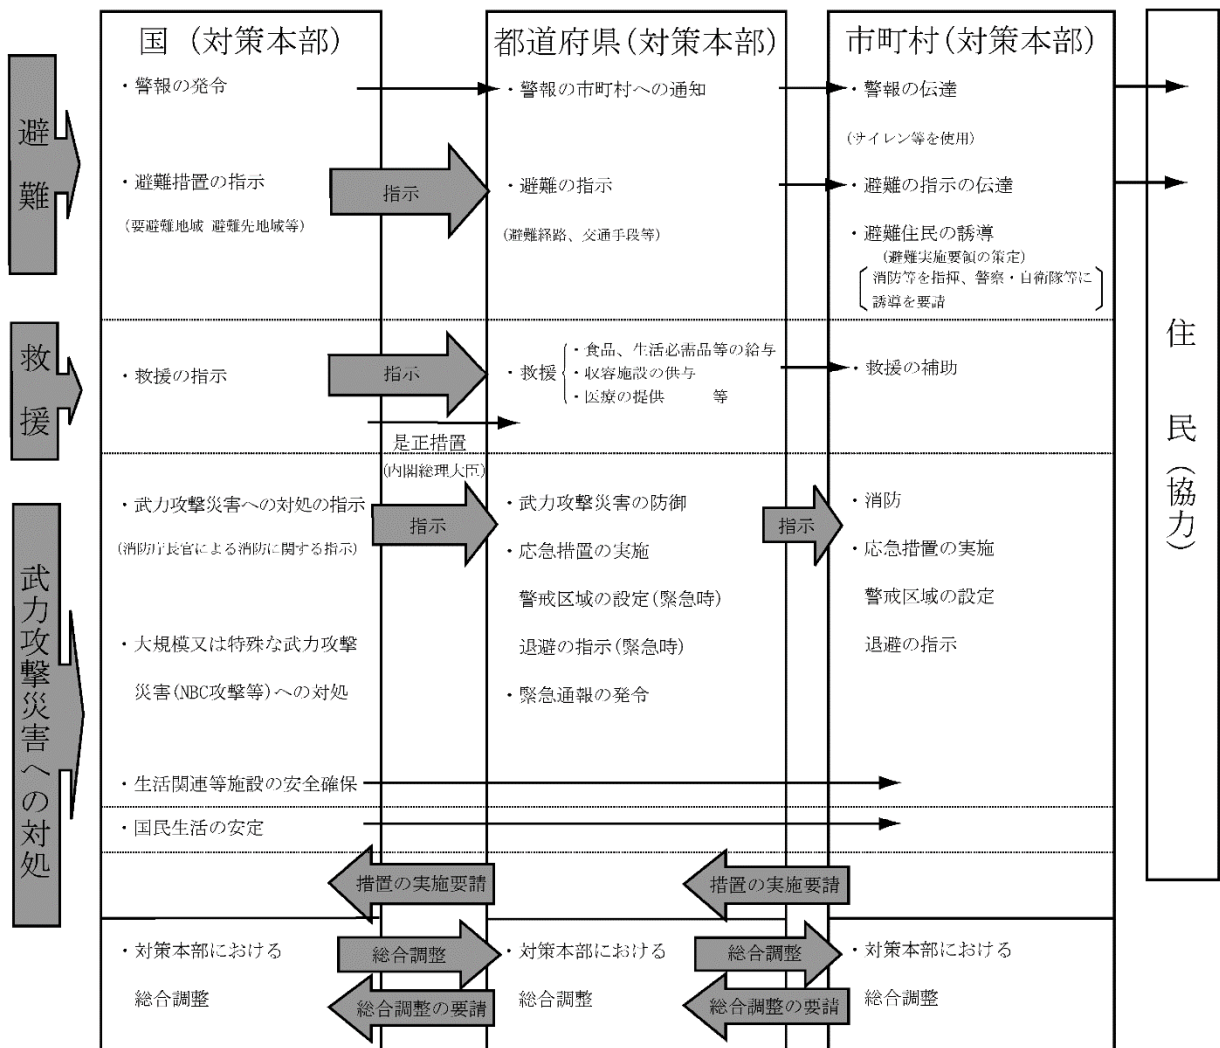 国 (対策本部)
都道府県(対策本部)
市町村(対策本部)
避難
・警報の発令
・警報の市町村への通知
・警報の伝達
(サイレン等を使用)
・避難措置の指示
(要避難地域 避難先地域等)
指示
・避難の指示
(避難経路、交通手段等)
・避難の指示の伝達
・避難住民の誘導
(避難実施要領の策定)
消防等を指揮、警察・自衛隊等に
誘導を要請
救援
・救援の指示
指示
・救援
・食品、生活必需品等の給与
・収容施設の供与
・医療の提供 等
・救援の補助
是正措置
(内閣総理大臣)
武力攻撃災害への対処
・武力攻撃災害への対処の指示
(消防庁長官による消防に関する指示)
・大規模又は特殊な武力攻撃
災害(NBC攻撃等)への対処
指示
・武力攻撃災害の防御
・応急措置の実施
警戒区域の設定(緊急時)
退避の指示(緊急時)
・緊急通報の発令
指示
・消防
・応急措置の実施
警戒区域の設定
退避の指示
・生活関連等施設の安全確保
・国民生活の安定
措置の実施要請
措置の実施要請
・対策本部における
総合調整
総合調整
総合調整の要請
・対策本部における
総合調整
総合調整
総合調整の要請
・対策本部における
総合調整
住民(協力)